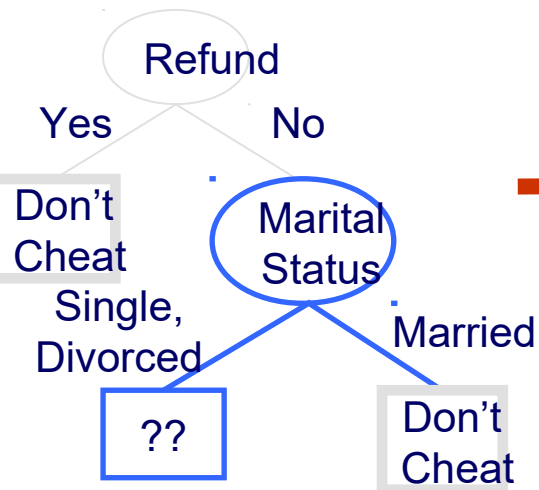 Refund
Yes
No
Don’t
Cheat
Marital
Status
Single,
Divorced
Married
??
Don’t
Cheat